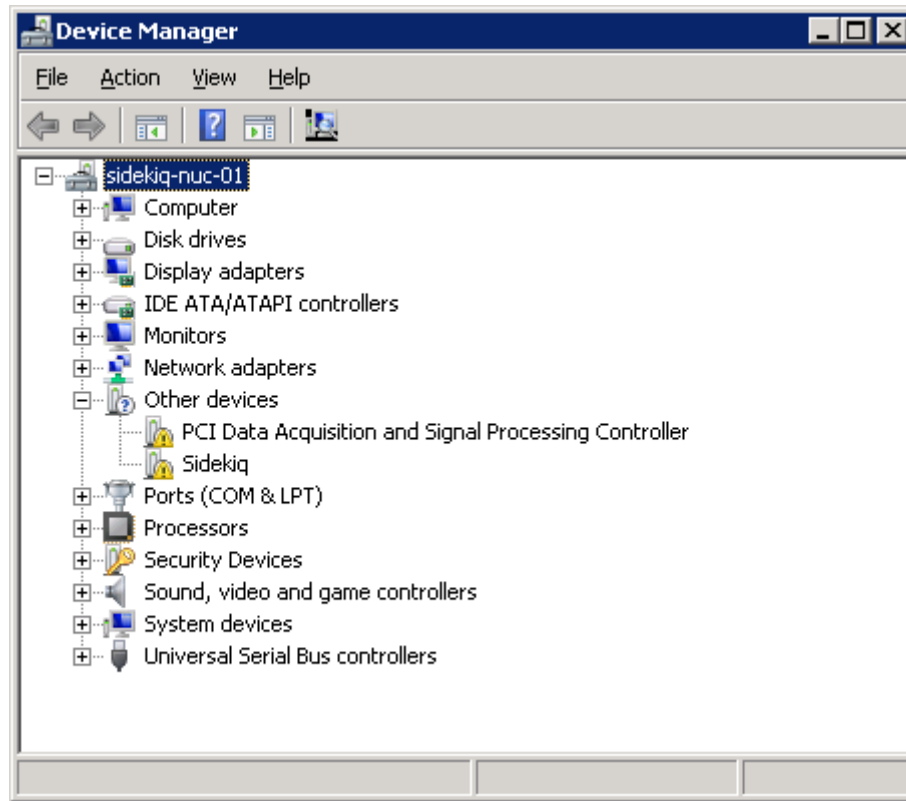 Device Manager
File Action View Help
sidekiq-nuc-01
Computer
Disk drives
Display adapters
IDE ATA/ATAPI controllers
Monitors
Network adapters
Other devices
PCI Data Acquisition and Signal Processing Controller
Sidekiq
Ports (COM & LPT)
Processors
Security Devices
Sound, video and game controllers
System devices
Universal Serial Bus controllers